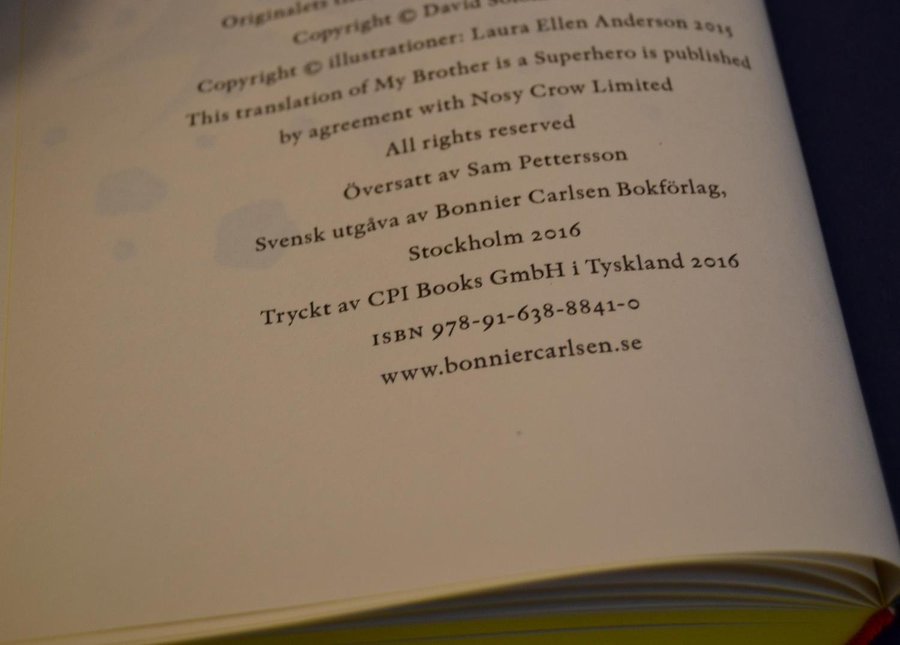 Originalets
Copyright © David
Copyright © illustrationer: Laura Ellen Anderson 2015
This translation of My Brother is a Superhero is published
by agreement with Nosy Crow Limited
All rights reserved
Översatt av Sam Pettersson
Svensk utgåva av Bonnier Carlsen Bokförlag,
Stockholm 2016
Tryckt av CPI Books GmbH i Tyskland 2016
ISBN 978-91-638-8841-0
www.bonniercarlsen.se